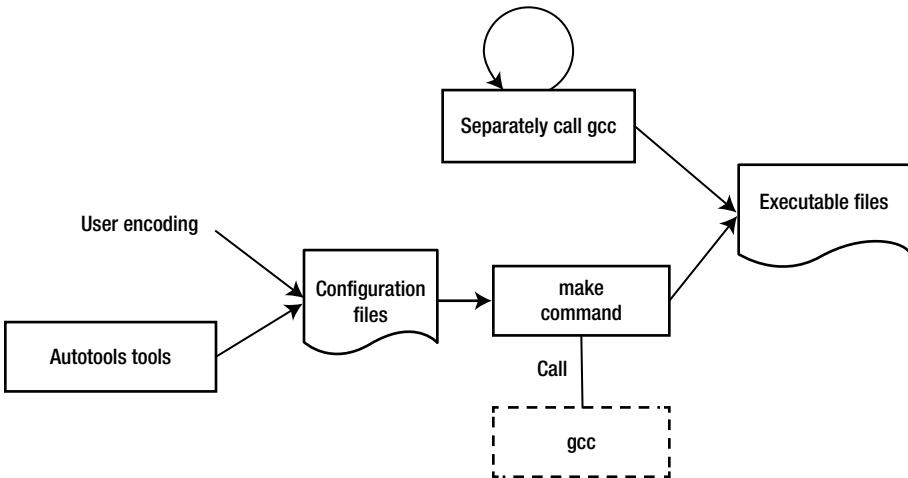 Separately call gcc
Executable files
User encoding
Configuration
files
make
command
Autotools tools
Call
gcc